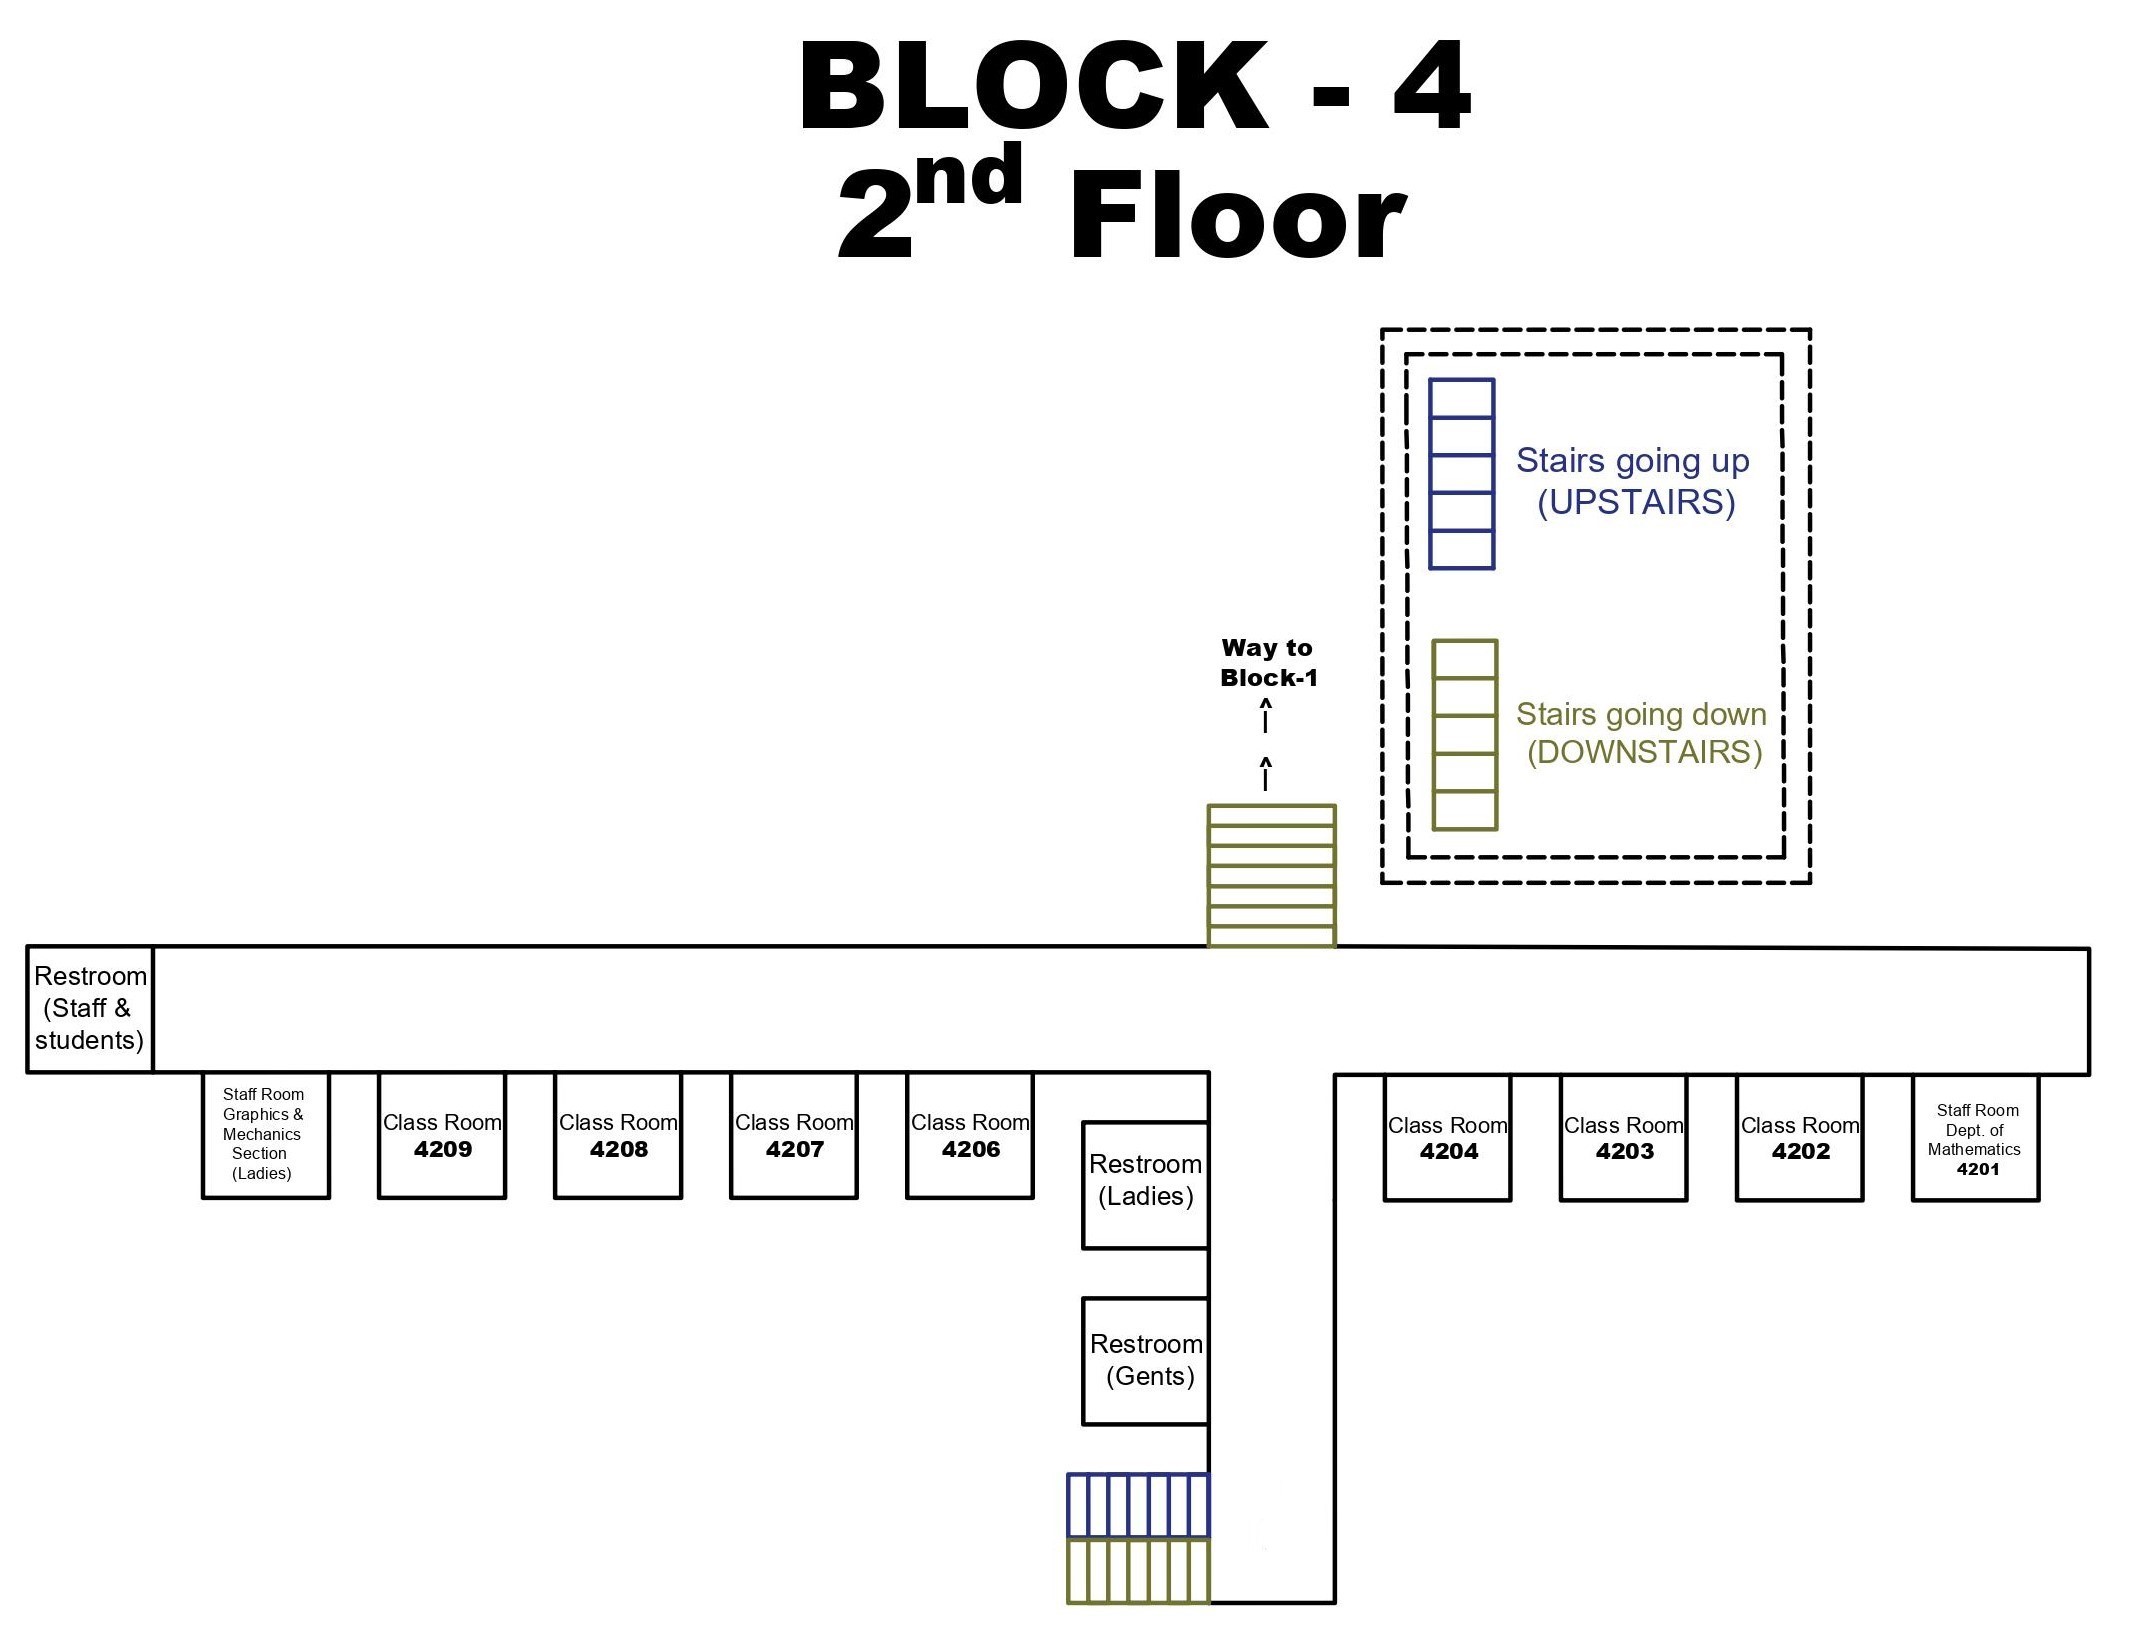 BLOCK - 4
2nd Floor
Stairs going up
(UPSTAIRS)
Way to
Block-1
Stairs going down
(DOWNSTAIRS)
Restroom
(Staff &
students)
Staff Room
Graphics &
Mechanics
Section
(Ladies)
Class Room
4209
Class Room
4208
Class Room
4207
Class Room
4206
Restroom
(Ladies)
Restroom
(Gents)
Class Room
4204
Class Room
4203
Class Room
4202
Staff Room
Dept. of
Mathematics
4201